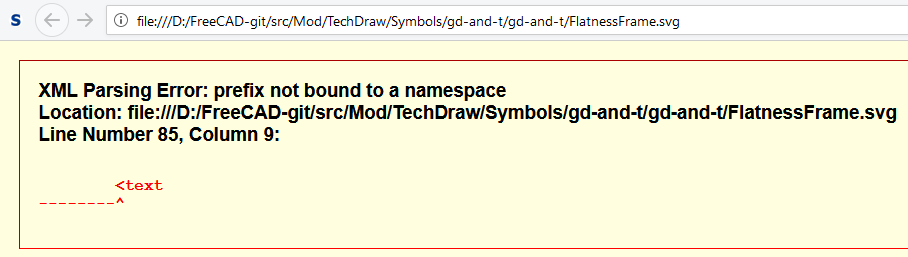 S
file:///D:/FreeCAD-git/src/Mod/TechDraw/Symbols/gd-and-t/gd-and-t/FlatnessFrame.svg
XML Parsing Error: prefix not bound to a namespace
Location: file:///D:/FreeCAD-git/src/Mod/TechDraw/Symbols/gd-and-t/gd-and-t/FlatnessFrame.svg
Line Number 85, Column 9:
<text
--------^